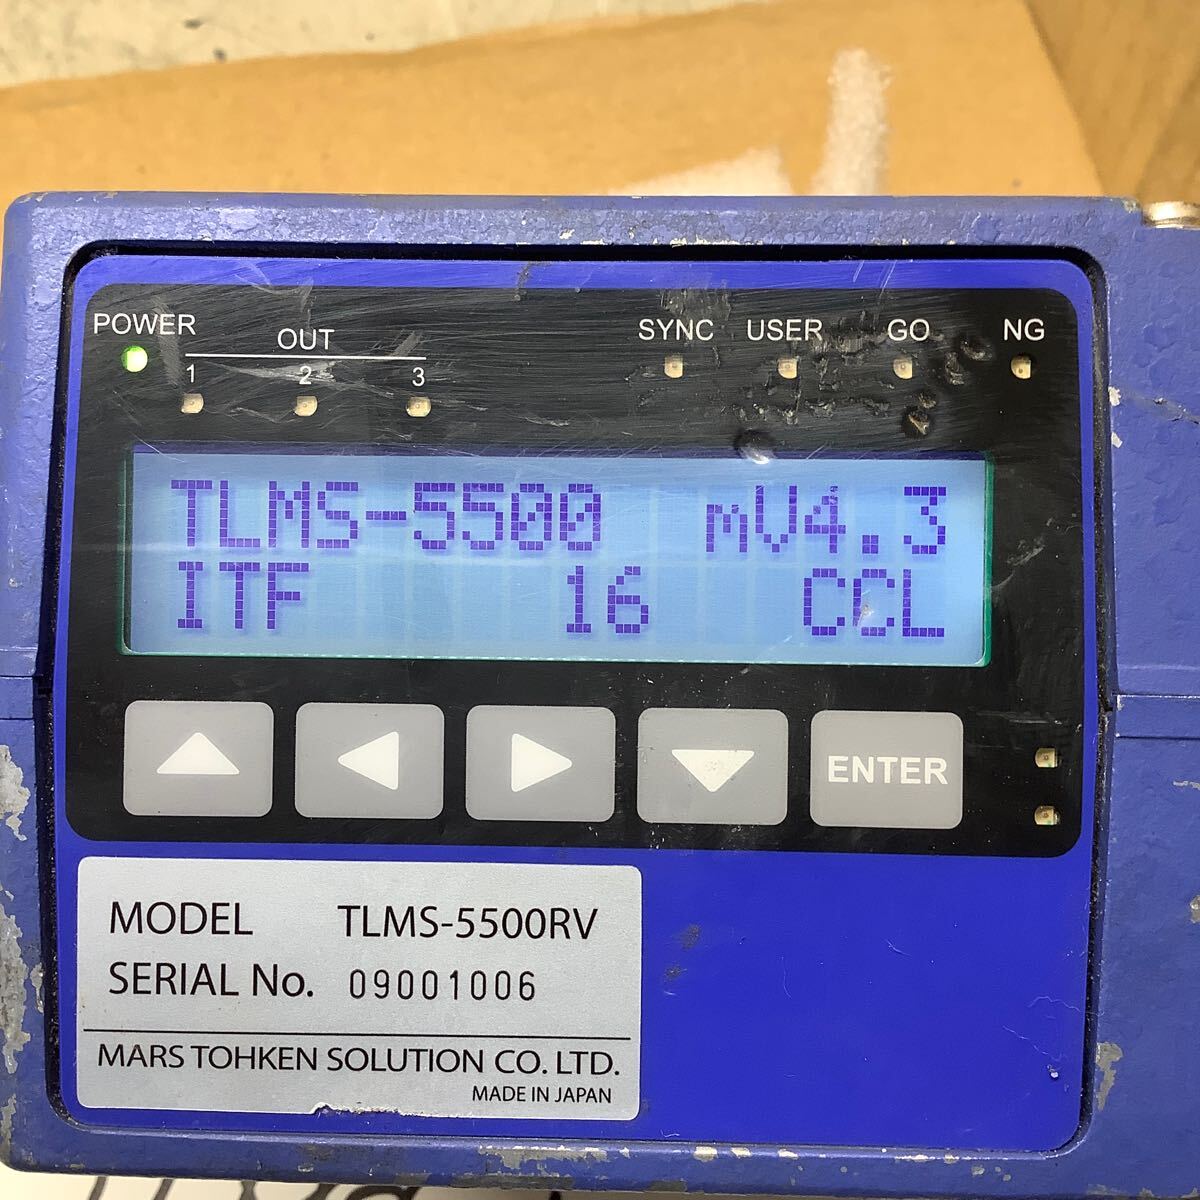 POWER OUT SYNC USER GO NG
1 2 3
TLMS-5500 mV4.3
ITF 16 CCL
ENTER
MODEL TLMS-5500RV
SERIAL No. 09001006
MARS TOHKEN SOLUTION CO. LTD.
MADE IN JAPAN